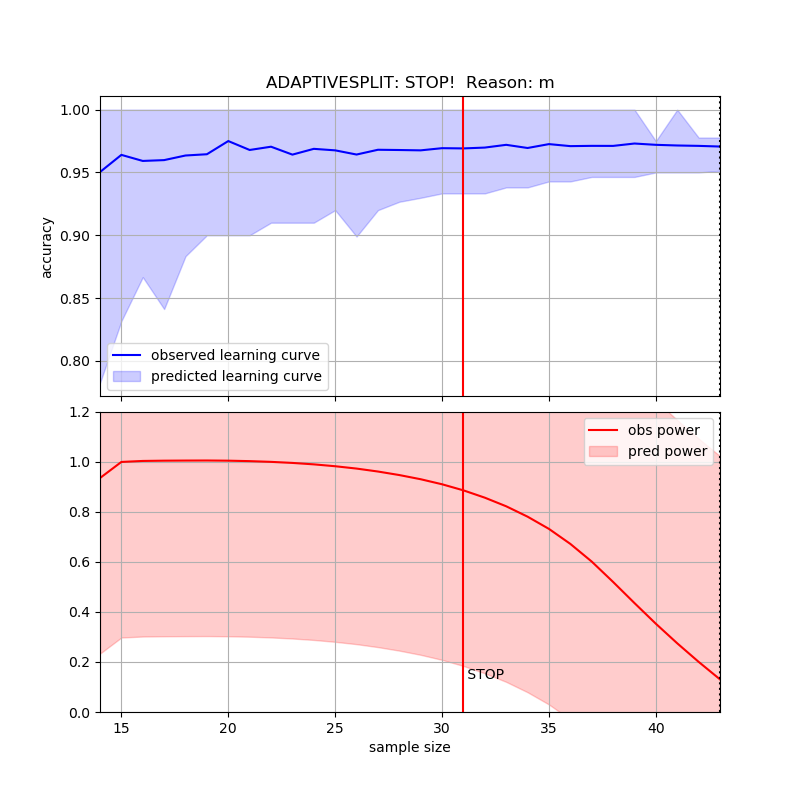 ADAPTIVESPLIT: STOP!  Reason: m
1.00
0.95
0.90
0.85
0.80
accuracy
observed learning curve
predicted learning curve
1.2
1.0
0.8
0.6
0.4
0.2
0.0
obs power
pred power
STOP
15 20 25 30 35 40
sample size